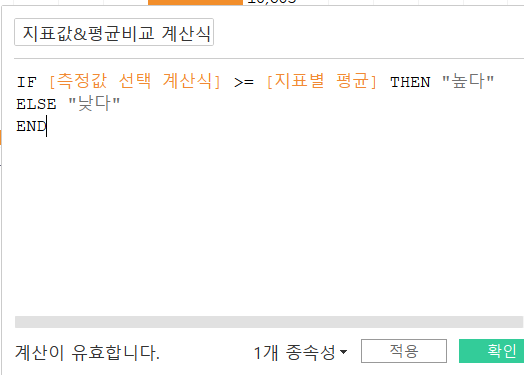 지표값&평균비교 계산식
IF [측정값 선택 계산식] >= [지표별 평균] THEN "높다"
ELSE "낮다"
END
계산이 유효합니다.
1개 종속성
적용
확인